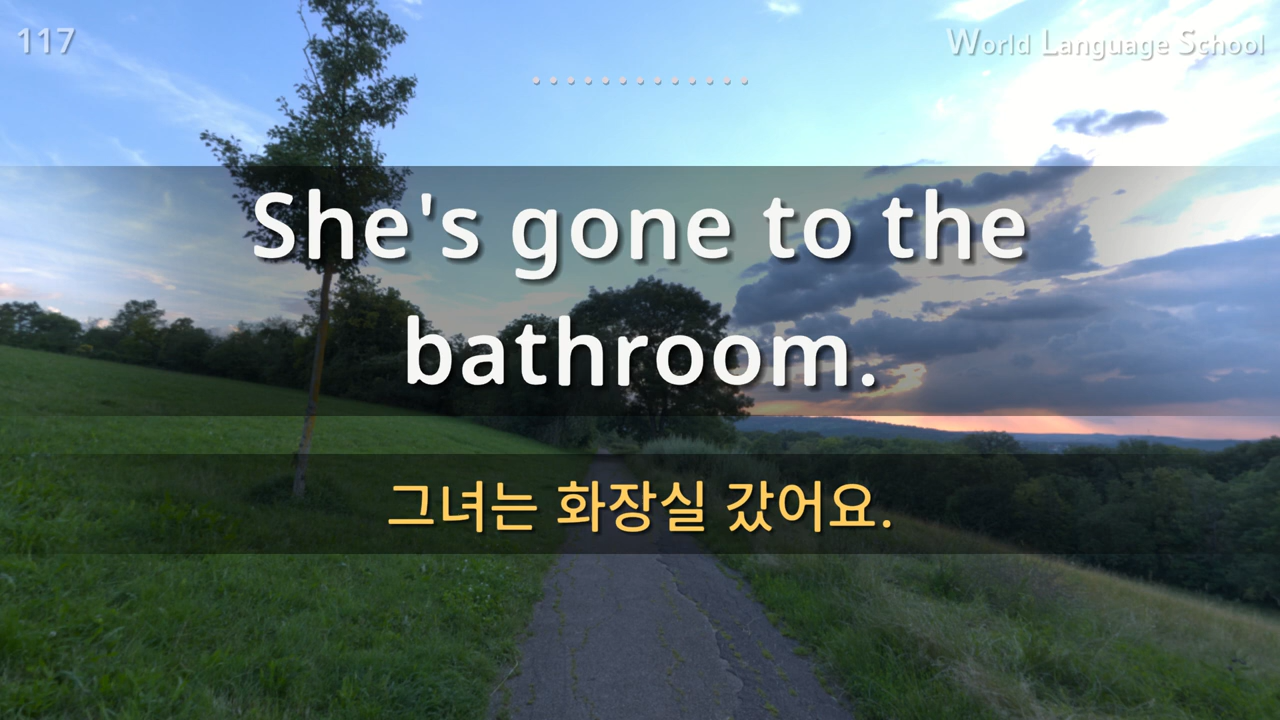 117
World Language School
She's gone to the
bathroom.
그녀는 화장실 갔어요.